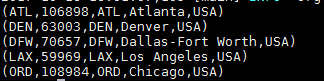 (ATL,106898,ATL,Atlanta,USA)
(DEN,63003,DEN,Denver,USA)
(DFW,70657,DFW,Dallas-Fort Worth,USA)
(LAX,59969,LAX,Los Angeles,USA)
(ORD,108984,ORD,Chicago,USA)